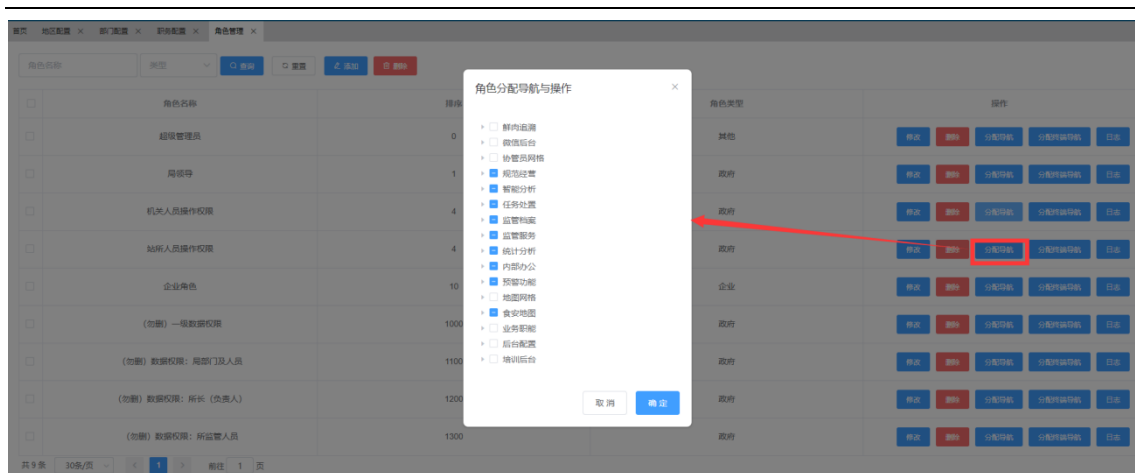 首页 地区配置 × 部门配置 × 职务配置 × 角色管理 ×
角色名称 类型 查询 重置 添加 删除
角色名称 排序 角色类型 操作
超级管理员 0 其他 修改 删除 分配导航 分配终端导航 日志
局领导 1 政府 修改 删除 分配导航 分配终端导航 日志
机关人员操作权限 4 政府 修改 删除 分配导航 分配终端导航 日志
站所人员操作权限 4 政府 修改 删除 分配导航 分配终端导航 日志
企业角色 10 企业 修改 删除 分配导航 分配终端导航 日志
（勿删）一级数据权限 1000 政府 修改 删除 分配导航 分配终端导航 日志
（勿删）数据权限：局部门及人员 1100 政府 修改 删除 分配导航 分配终端导航 日志
（勿删）数据权限：所长（负责人） 1200 政府 修改 删除 分配导航 分配终端导航 日志
（勿删）数据权限：所监管人员 1300 政府 修改 删除 分配导航 分配终端导航 日志
共 9 条 30条/页 < 1 > 前往 1 页
角色分配导航与操作 ×
鲜肉追溯
微信后台
协管员网格
规范经营
智能分析
任务处置
监管档案
监管服务
统计分析
内部办公
预警功能
地图网格
食安地图
业务职能
后台配置
培训后台
取 消 确 定